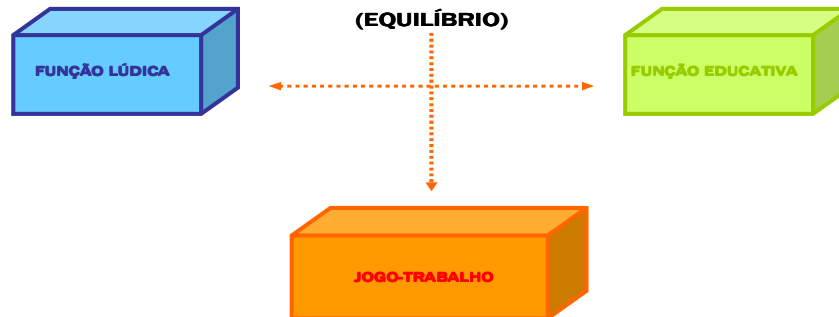 (EQUILÍBRIO)
FUNÇÃO LÚDICA
FUNÇÃO EDUCATIVA
JOGO-TRABALHO